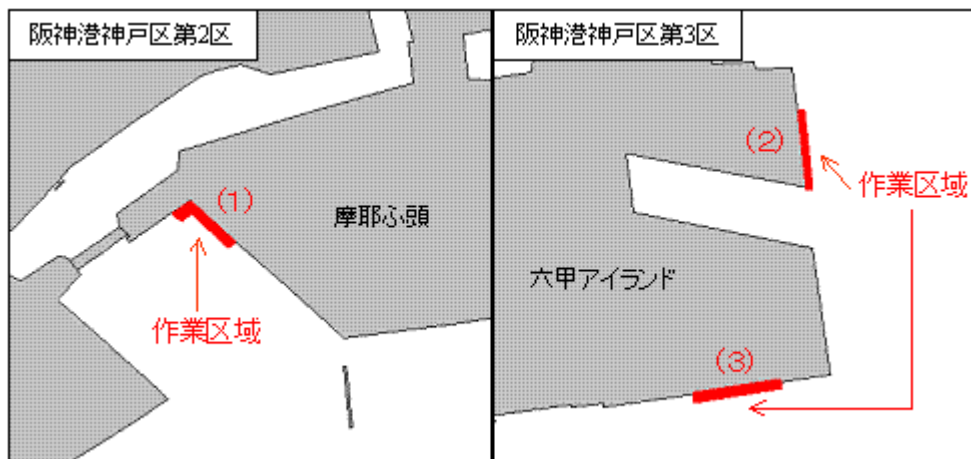 阪神港神戸区第2区
(1)
摩耶ふ頭
作業区域
阪神港神戸区第3区
(2)
作業区域
六甲アイランド
(3)